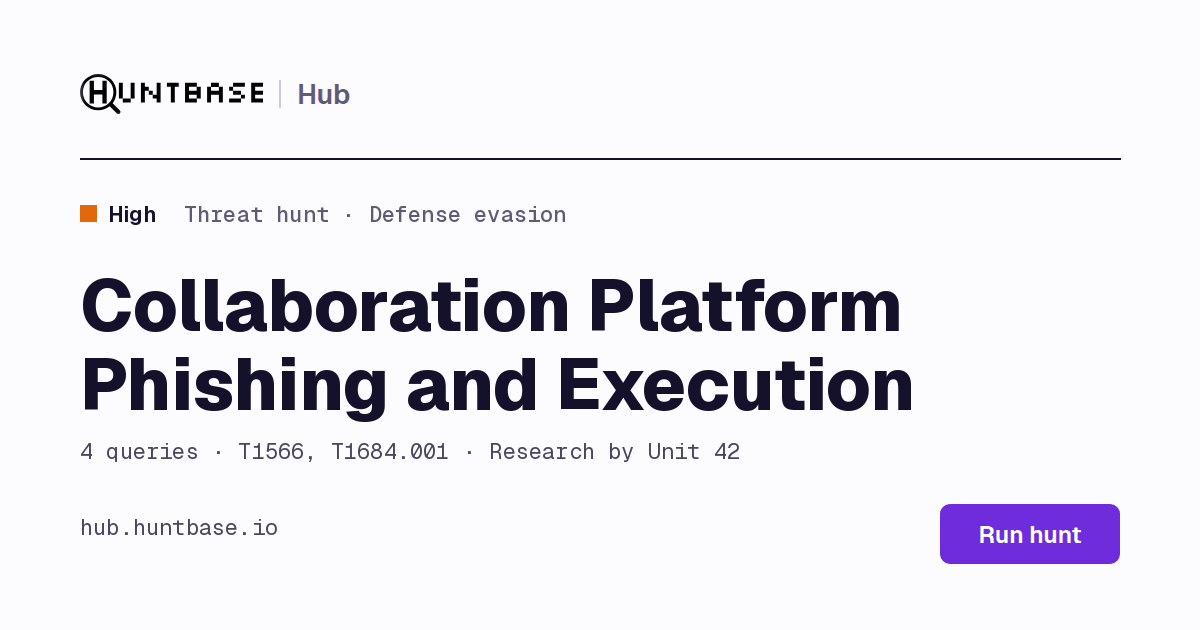 HUNTBASE | Hub
High Threat hunt · Defense evasion
Collaboration Platform
Phishing and Execution
4 queries · T1566, T1684.001 · Research by Unit 42
hub.huntbase.io
Run hunt